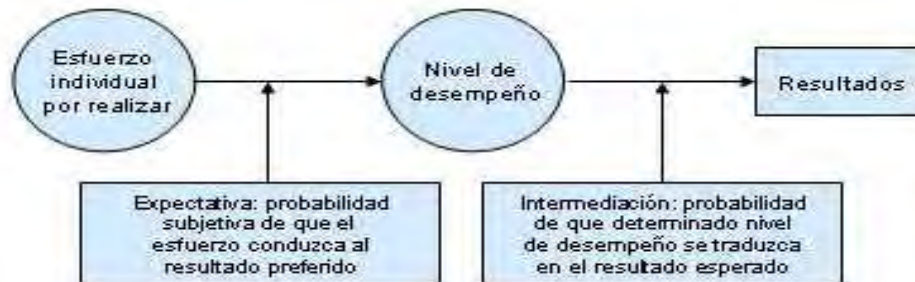 Esfuerzo
individual
por realizar
Nivel de
desempeño
Resultados
Expectativa: probabilidad
subjetiva de que el
esfuerzo conduzca al
resultado preferido
Intermediación: probabilidad
de que determinado nivel
de desempeño se traduzca
en el resultado esperado